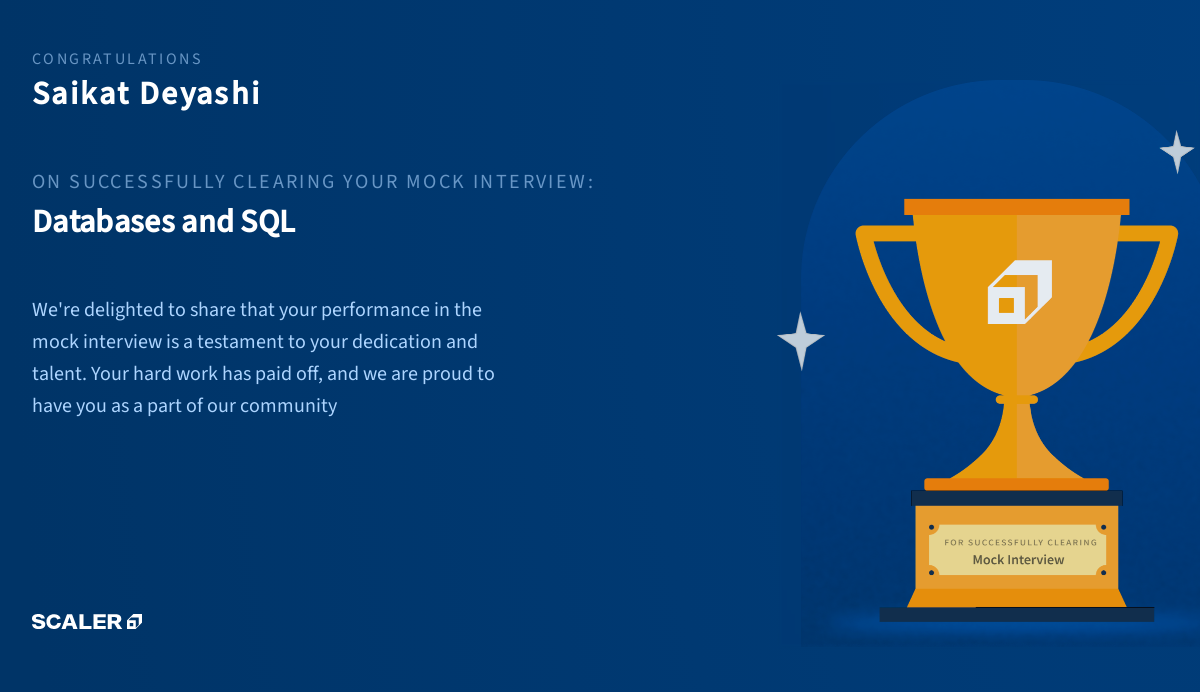 CONGRATULATIONS
Saikat Deyashi
ON SUCCESSFULLY CLEARING YOUR MOCK INTERVIEW:
Databases and SQL
We're delighted to share that your performance in the
mock interview is a testament to your dedication and
talent. Your hard work has paid off, and we are proud to
have you as a part of our community
FOR SUCCESSFULLY CLEARING
Mock Interview
SCALER